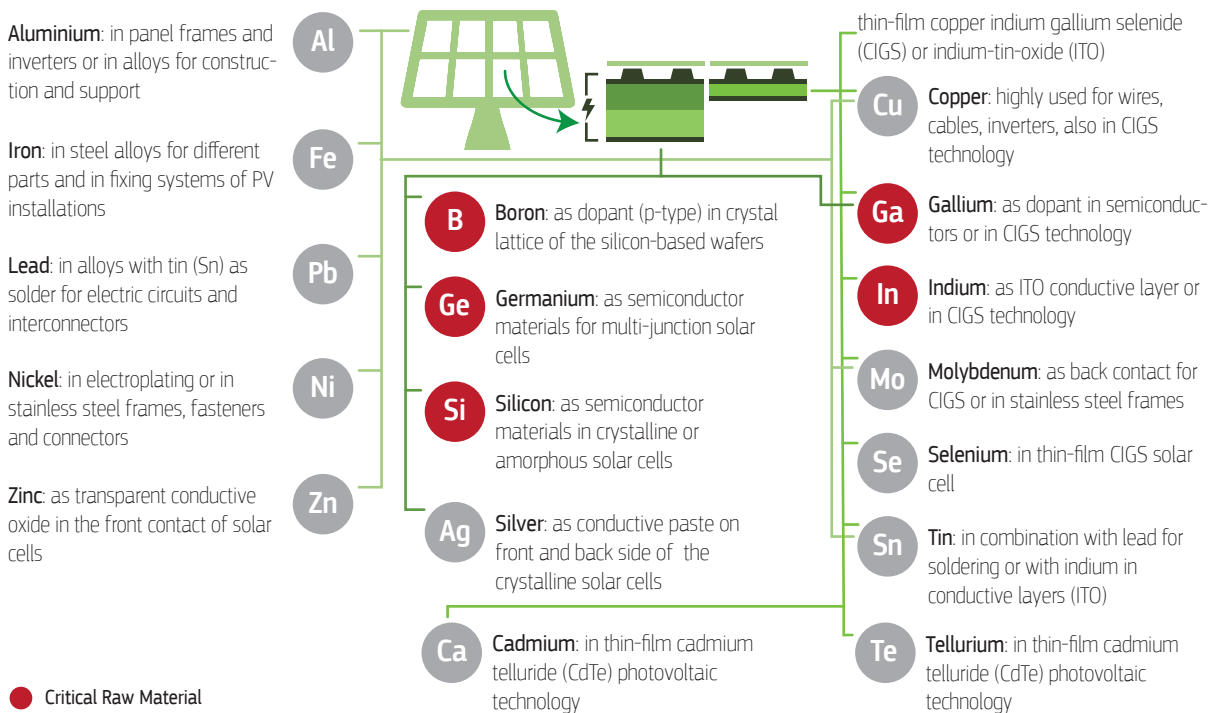 Aluminium: in panel frames and
inverters or in alloys for construc-
tion and support
Al
Iron: in steel alloys for different
parts and in fixing systems of PV
installations
Fe
Lead: in alloys with tin (Sn) as
solder for electric circuits and
interconnectors
Pb
Nickel: in electroplating or in
stainless steel frames, fasteners
and connectors
Ni
Zinc: as transparent conductive
oxide in the front contact of solar
cells
Zn
B
Boron: as dopant (p-type) in crystal
lattice of the silicon-based wafers
Ge
Germanium: as semiconductor
materials for multi-junction solar
cells
Si
Silicon: as semiconductor
materials in crystalline or
amorphous solar cells
Ag
Silver: as conductive paste on
front and back side of the
crystalline solar cells
Ca
Cadmium: in thin-film cadmium
telluride (CdTe) photovoltaic
technology
thin-film copper indium gallium selenide
(CIGS) or indium-tin-oxide (ITO)
Cu
Copper: highly used for wires,
cables, inverters, also in CIGS
technology
Ga
Gallium: as dopant in semiconduc-
tors or in CIGS technology
In
Indium: as ITO conductive layer or
in CIGS technology
Mo
Molybdenum: as back contact for
CIGS or in stainless steel frames
Se
Selenium: in thin-film CIGS solar
cell
Sn
Tin: in combination with lead for
soldering or with indium in
conductive layers (ITO)
Te
Tellurium: in thin-film cadmium
telluride (CdTe) photovoltaic
technology
Critical Raw Material